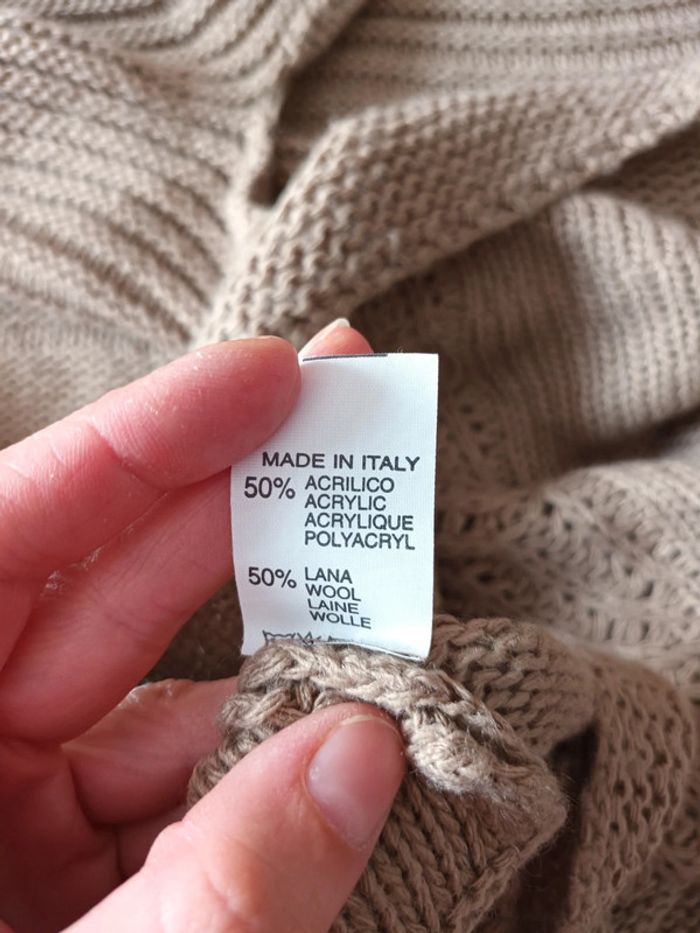 MADE IN ITALY
50% ACRILICO
ACRYLIC
ACRYLIQUE
POLYACRYL
50% LANA
WOOL
LAINE
WOLLE